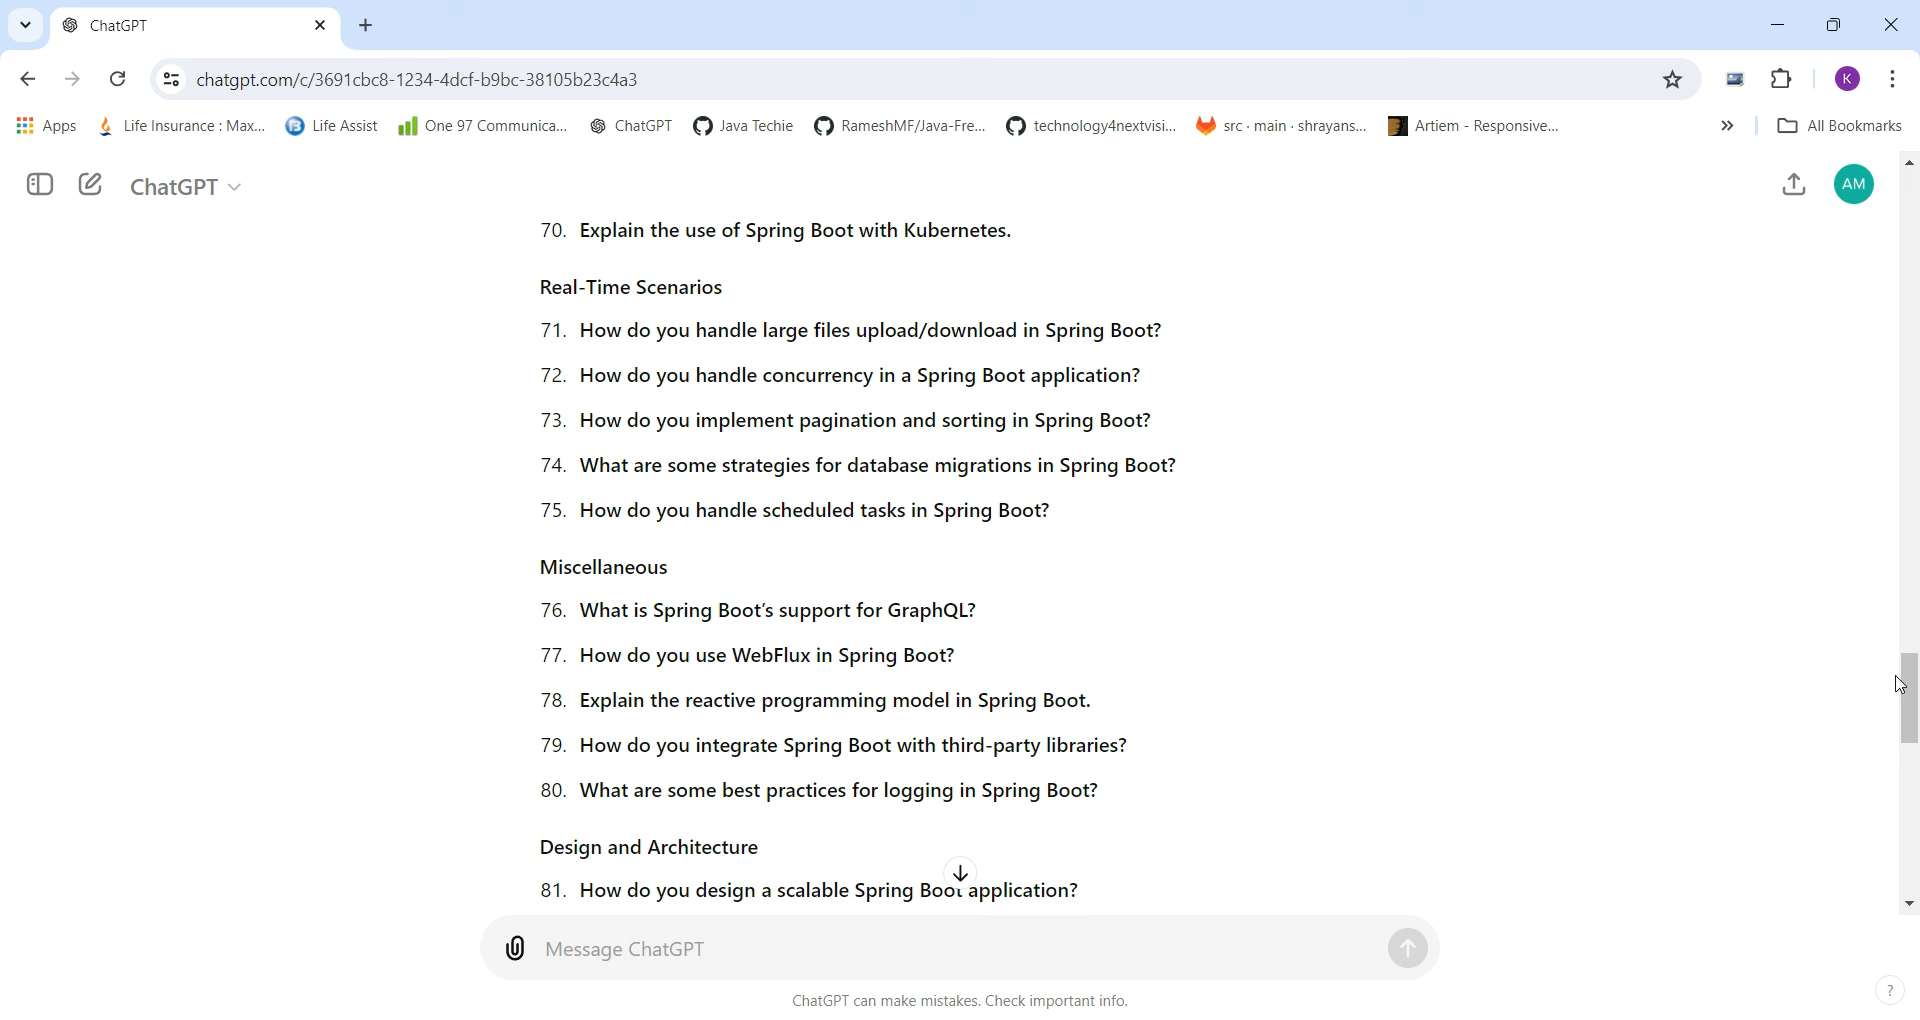 ChatGPT
chatgpt.com/c/3691cbc8-1234-4dcf-b9bc-38105b23c4a3
K
Apps Life Insurance : Max... Life Assist One 97 Communica... ChatGPT Java Techie RameshMF/Java-Fre... technology4nextvisi... src · main · shrayans... Artiem - Responsive... » All Bookmarks
ChatGPT
AM
70. Explain the use of Spring Boot with Kubernetes.
Real-Time Scenarios
71. How do you handle large files upload/download in Spring Boot?
72. How do you handle concurrency in a Spring Boot application?
73. How do you implement pagination and sorting in Spring Boot?
74. What are some strategies for database migrations in Spring Boot?
75. How do you handle scheduled tasks in Spring Boot?
Miscellaneous
76. What is Spring Boot’s support for GraphQL?
77. How do you use WebFlux in Spring Boot?
78. Explain the reactive programming model in Spring Boot.
79. How do you integrate Spring Boot with third-party libraries?
80. What are some best practices for logging in Spring Boot?
Design and Architecture
81. How do you design a scalable Spring Boot application?
Message ChatGPT
ChatGPT can make mistakes. Check important info.
?